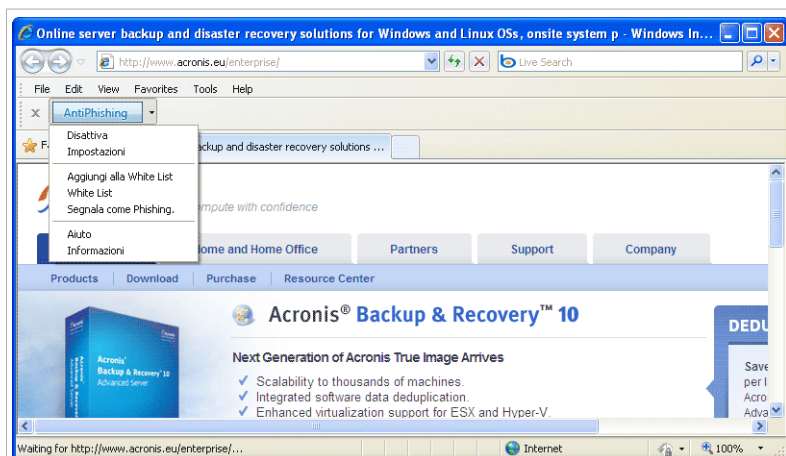 Online server backup and disaster recovery solutions for Windows and Linux OSs, onsite system p - Windows In...
http://www.acronis.eu/enterprise/
Live Search
File Edit View Favorites Tools Help
x AntiPhishing
F
ackup and disaster recovery solutions ...
Disattiva
Impostazioni
Aggiungi alla White List
White List
Segnala come Phishing.
Aiuto
Informazioni
mpute with confidence
ome and Home Office Partners Support Company
Products Download Purchase Resource Center
Acronis® Backup & Recovery™ 10
DEDU
Next Generation of Acronis True Image Arrives
Scalability to thousands of machines.
Integrated software data deduplication.
Enhanced virtualization support for ESX and Hyper-V.
Acronis'
Backup & Recovery'10
Advanced Server
Save
per l
Acro
Adva
Waiting for http://www.acronis.eu/enterprise/... Internet 100%